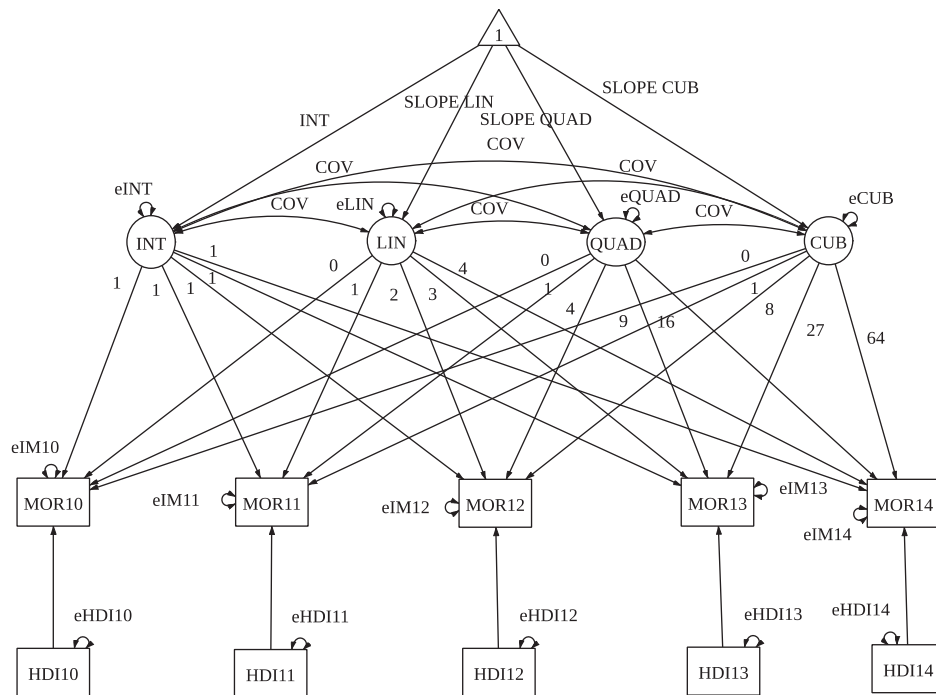 1
SLOPE CUB
SLOPE LIN
INT
SLOPE QUAD
COV
COV
COV
eINT
eQUAD
eCUB
eLIN
COV
COV
COV
INT
LIN
QUAD
CUB
1
0
4
0
0
1
1
1
1
1
2
3
1
1
4
9
16
8
27
64
eIM10
eIM11
eIM12
eIM13
eIM14
MOR10
MOR11
MOR12
MOR13
MOR14
eHDI10
eHDI11
eHDI12
eHDI13
eHDI14
HDI10
HDI11
HDI12
HDI13
HDI14